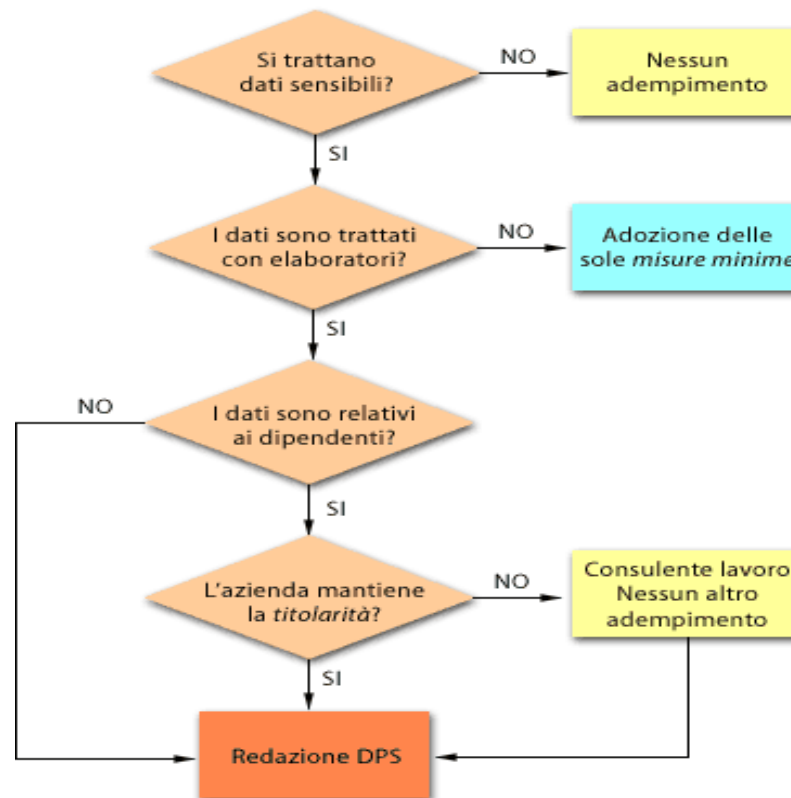 Si trattano
dati sensibili?
NO
Nessun
adempimento
SI
I dati sono trattati
con elaboratori?
NO
Adozione delle
sole misure minime
SI
NO
I dati sono relativi
ai dipendenti?
SI
L'azienda mantiene
la titolarità?
NO
Consulente lavoro
Nessun altro
adempimento
SI
Redazione DPS